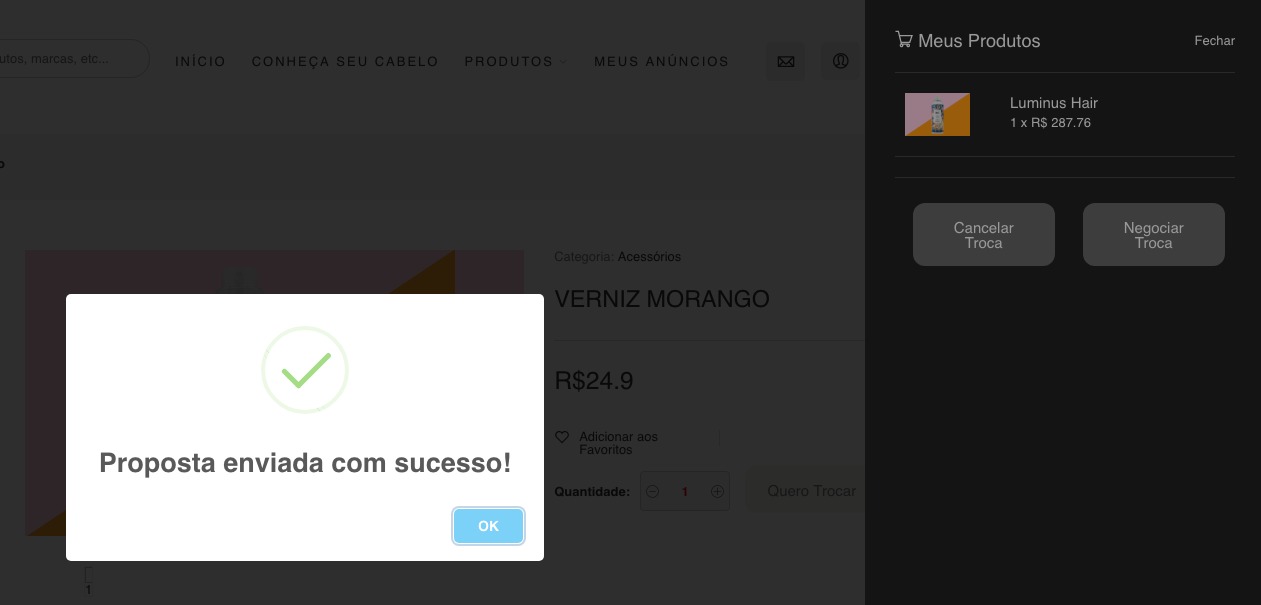 utos, marcas, etc...
INÍCIO
CONHEÇA SEU CABELO
PRODUTOS
MEUS ANÚNCIOS
Meus Produtos
Fechar
Luminus Hair
1 x R$ 287.76
Cancelar
Troca
Negociar
Troca
o
Categoria: Acessórios
VERNIZ MORANGO
R$24.9
Adicionar aos
Favoritos
Quantidade:
1
Quero Trocar
Proposta enviada com sucesso!
OK
1